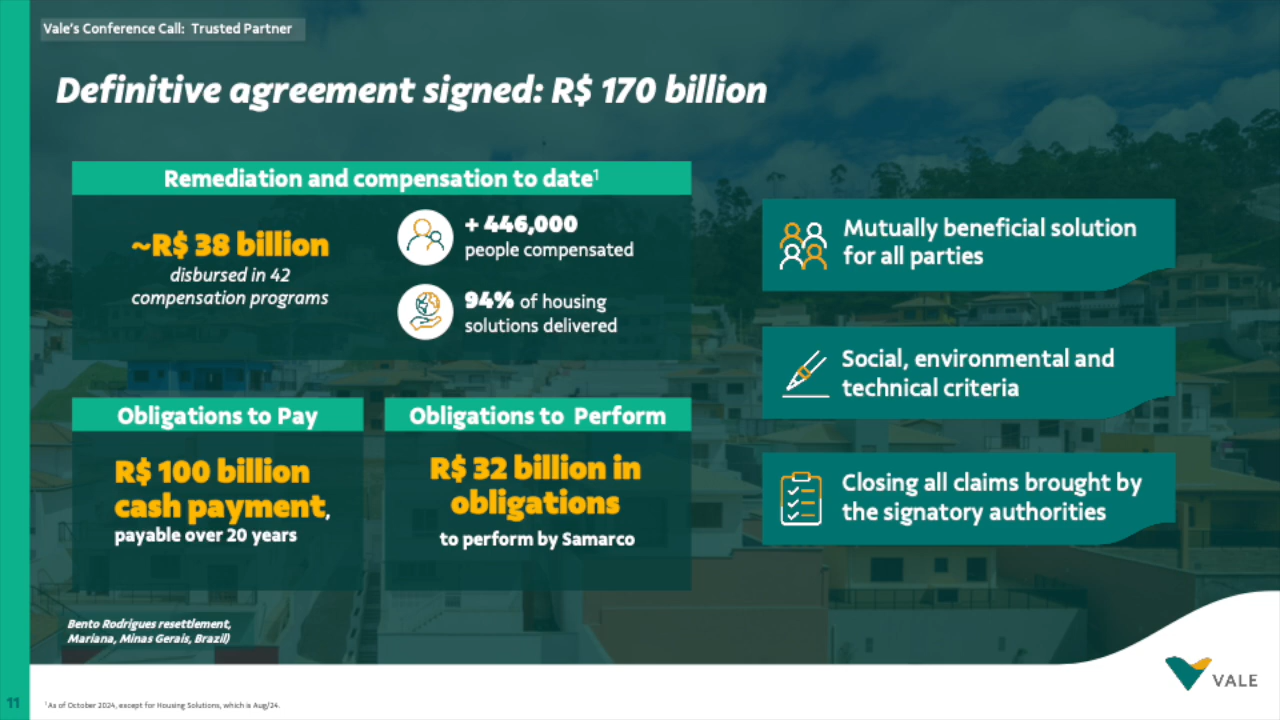 Vale's Conference Call: Trusted Partner
Definitive agreement signed: R$ 170 billion
Remediation and compensation to date¹
~R$ 38 billion
disbursed in 42
compensation programs
+ 446,000
people compensated
94% of housing
solutions delivered
Obligations to Pay
R$ 100 billion
cash payment,
payable over 20 years
Obligations to Perform
R$ 32 billion in
obligations
to perform by Samarco
Mutually beneficial solution
for all parties
Social, environmental and
technical criteria
Closing all claims brought by
the signatory authorities
Bento Rodrigues resettlement,
Mariana, Minas Gerais, Brazil)
VALE
11
¹As of October 2024, except for Housing Solutions, which is Aug/24.